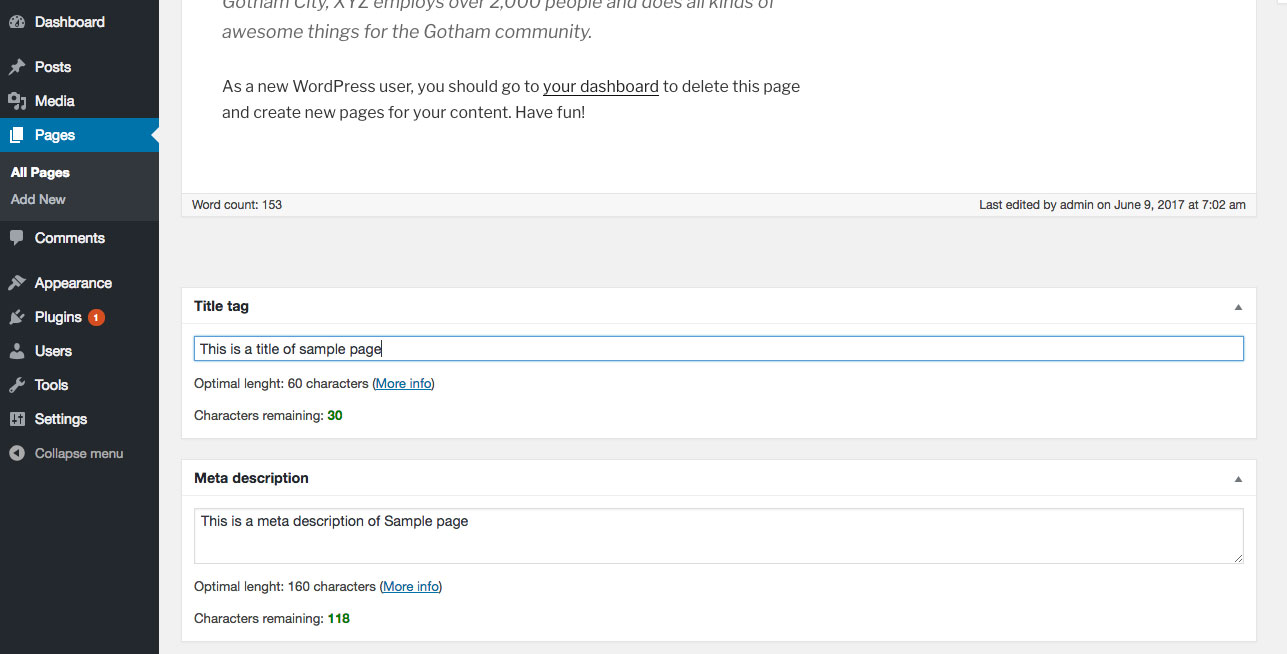 Dashboard
Posts
Media
Pages
All Pages
Add New
Comments
Appearance
Plugins 1
Users
Tools
Settings
Collapse menu
Gotham City, XYZ employs over 2,000 people and does all kinds of
awesome things for the Gotham community.
As a new WordPress user, you should go to your dashboard to delete this page
and create new pages for your content. Have fun!
Word count: 153
Last edited by admin on June 9, 2017 at 7:02 am
Title tag
This is a title of sample page
Optimal lenght: 60 characters (More info)
Characters remaining: 30
Meta description
This is a meta description of Sample page
Optimal lenght: 160 characters (More info)
Characters remaining: 118